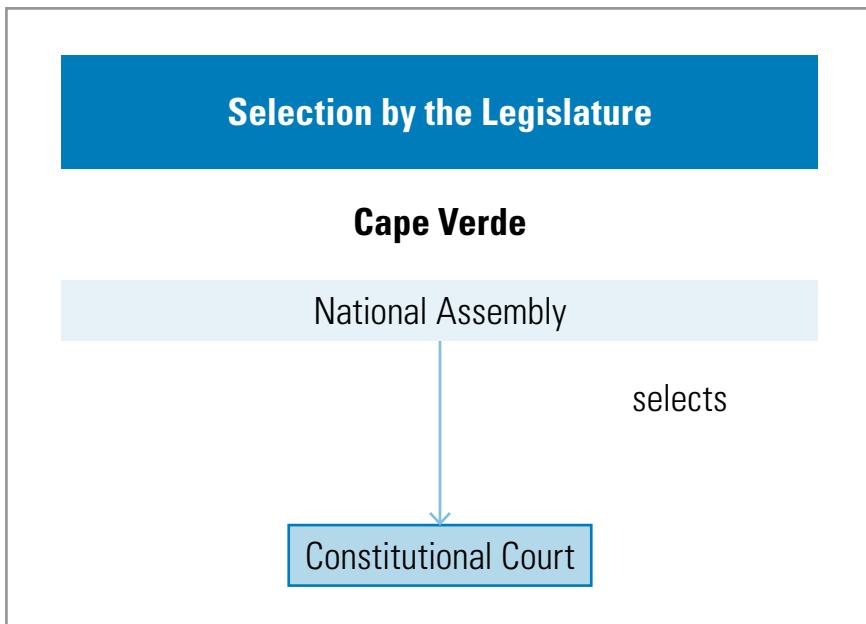 Selection by the Legislature
Cape Verde
National Assembly
selects
Constitutional Court